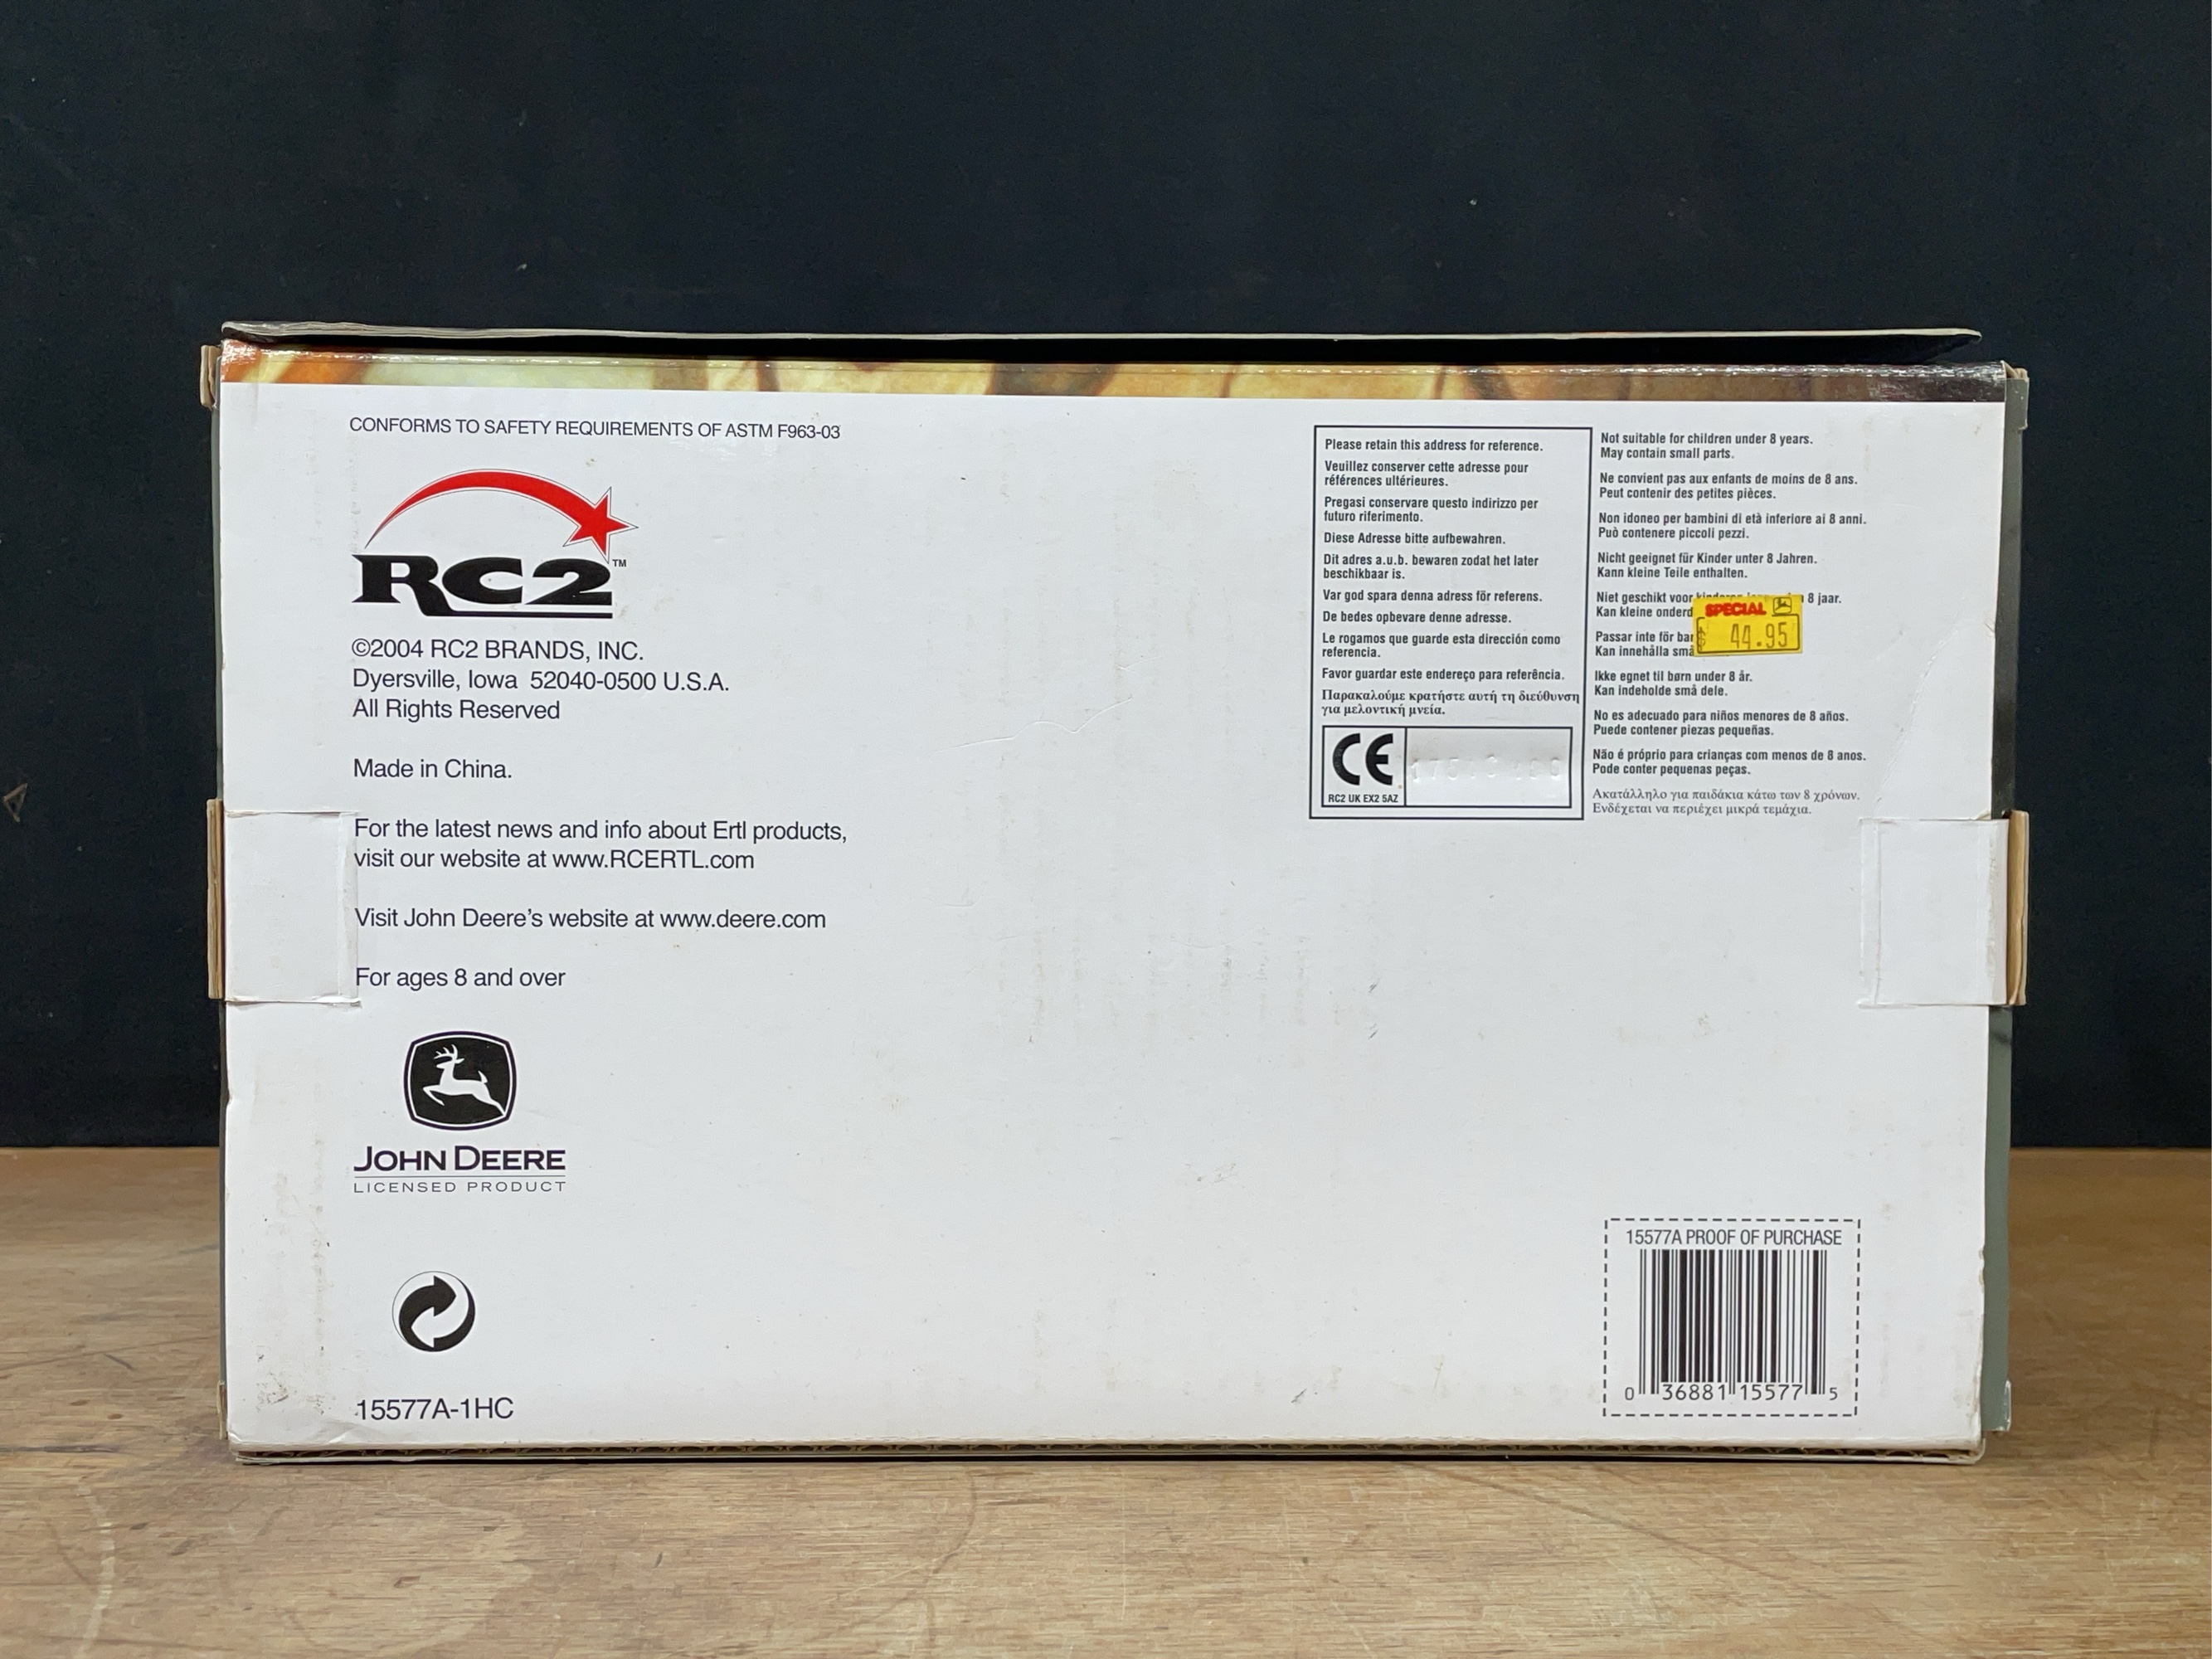 CONFORMS TO SAFETY REQUIREMENTS OF ASTM F963-03
RC2™
©2004 RC2 BRANDS, INC.
Dyersville, Iowa 52040-0500 U.S.A.
All Rights Reserved
Made in China.
For the latest news and info about Ertl products,
visit our website at www.RCERTL.com
Visit John Deere's website at www.deere.com
For ages 8 and over
JOHN DEERE
LICENSED PRODUCT
15577A-1HC
Please retain this address for reference.
Veuillez conserver cette adresse pour
références ultérieures.
Pregasi conservare questo indirizzo per
futuro riferimento.
Diese Adresse bitte aufbewahren.
Dit adres a.u.b. bewaren zodat het later
beschikbaar is.
Var god spara denna adress för referens.
De bedes opbevare denne adresse.
Le rogamos que guarde esta dirección como
referencia.
Favor guardar este endereço para referência.
Παρακαλούμε κρατήστε αυτή τη διεύθυνση
για μελοντική μνεία.
CE
RC2 UK EX2 5AZ
Not suitable for children under 8 years.
May contain small parts.
Ne convient pas aux enfants de moins de 8 ans.
Peut contenir des petites pièces.
Non idoneo per bambini di età inferiore ai 8 anni.
Può contenere piccoli pezzi.
Nicht geeignet für Kinder unter 8 Jahren.
Kann kleine Teile enthalten.
Niet geschikt voor 8 jaar.
Kan kleine
Passar inte för
Kan innehålla
SPECIAL
$ 44.95
Ikke egnet til børn under 8 år.
Kan indeholde små dele.
No es adecuado para niños menores de 8 años.
Puede contener piezas pequeñas.
Não é próprio para crianças com menos de 8 anos.
Pode conter pequenas peças.
Ακατάλληλο για παιδάκια κάτω των 8 χρόνων.
Ενδέχεται να περιέχει μικρά τεμάχια.
15577A PROOF OF PURCHASE
0 36881 15577 5